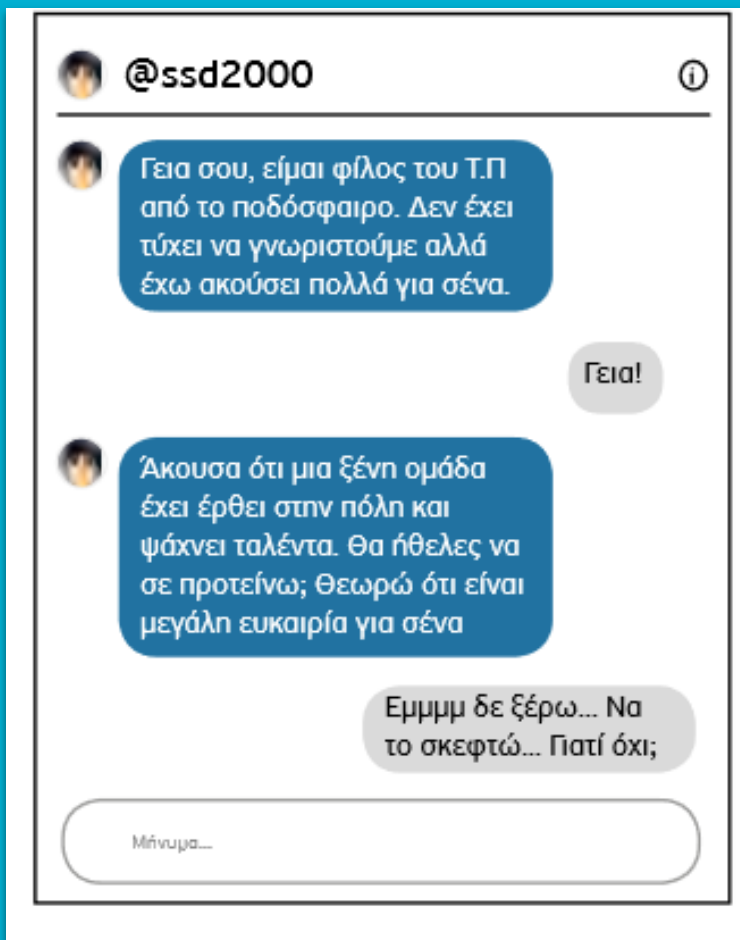 @ssd2000
Γεια σου, είμαι φίλος του Τ.Π
από το ποδόσφαιρο. Δεν έχει
τύχει να γνωριστούμε αλλά
έχω ακούσει πολλά για σένα.
Γεια!
Άκουσα ότι μια ξένη ομάδα
έχει έρθει στην πόλη και
ψάχνει ταλέντα. Θα ήθελες να
σε προτείνω; Θεωρώ ότι είναι
μεγάλη ευκαιρία για σένα
Εμμμμ δε ξέρω... Να
το σκεφτώ... Γιατί όχι;
Μήνυμα...